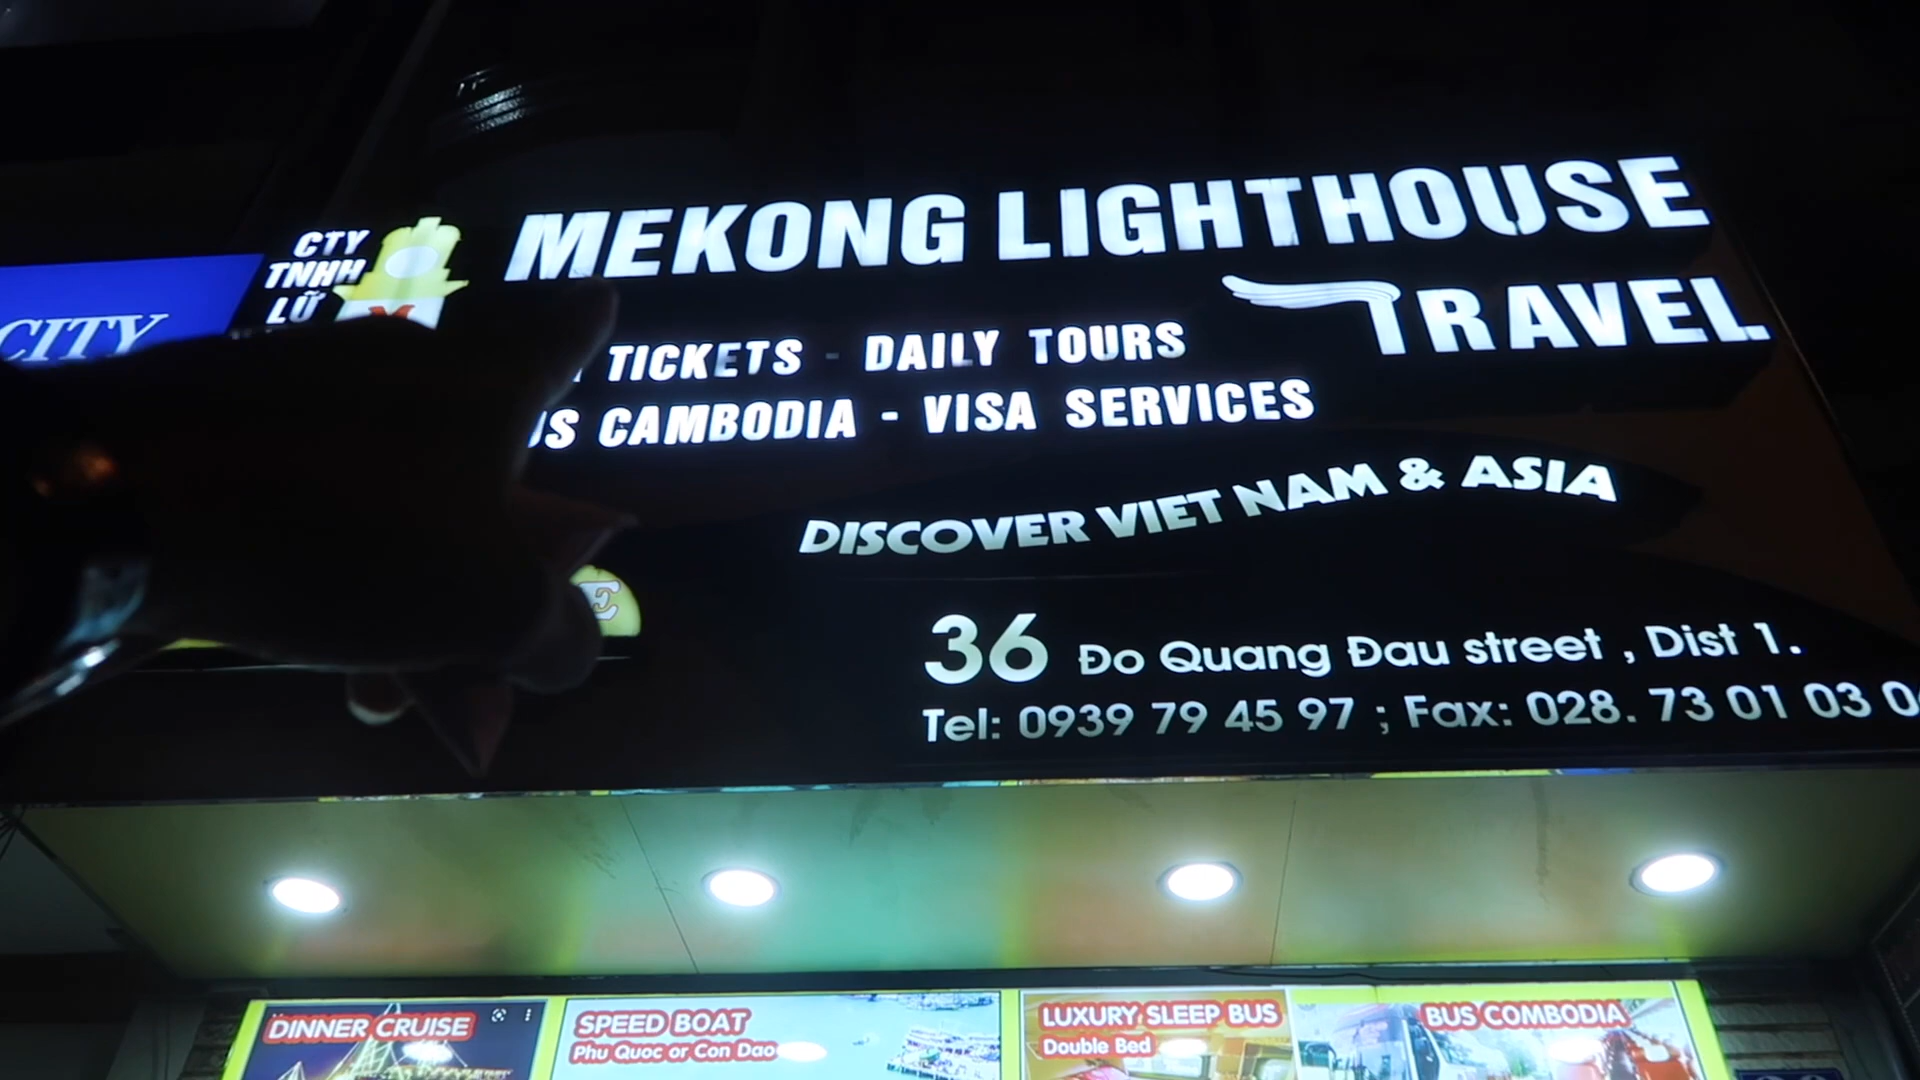 CITY
CTY
TNHH
LỮ
MEKONG LIGHTHOUSE
TRAVEL
TICKETS - DAILY TOURS
CAMBODIA - VISA SERVICES
DISCOVER VIET NAM & ASIA
36 Đo Quang Đau street , Dist 1.
Tel: 0939 79 45 97 ; Fax: 028. 73 01 03 0
DINNER CRUISE
SPEED BOAT
Phu Quoc or Con Dao
LUXURY SLEEP BUS
Double Bed
BUS COMBODIA